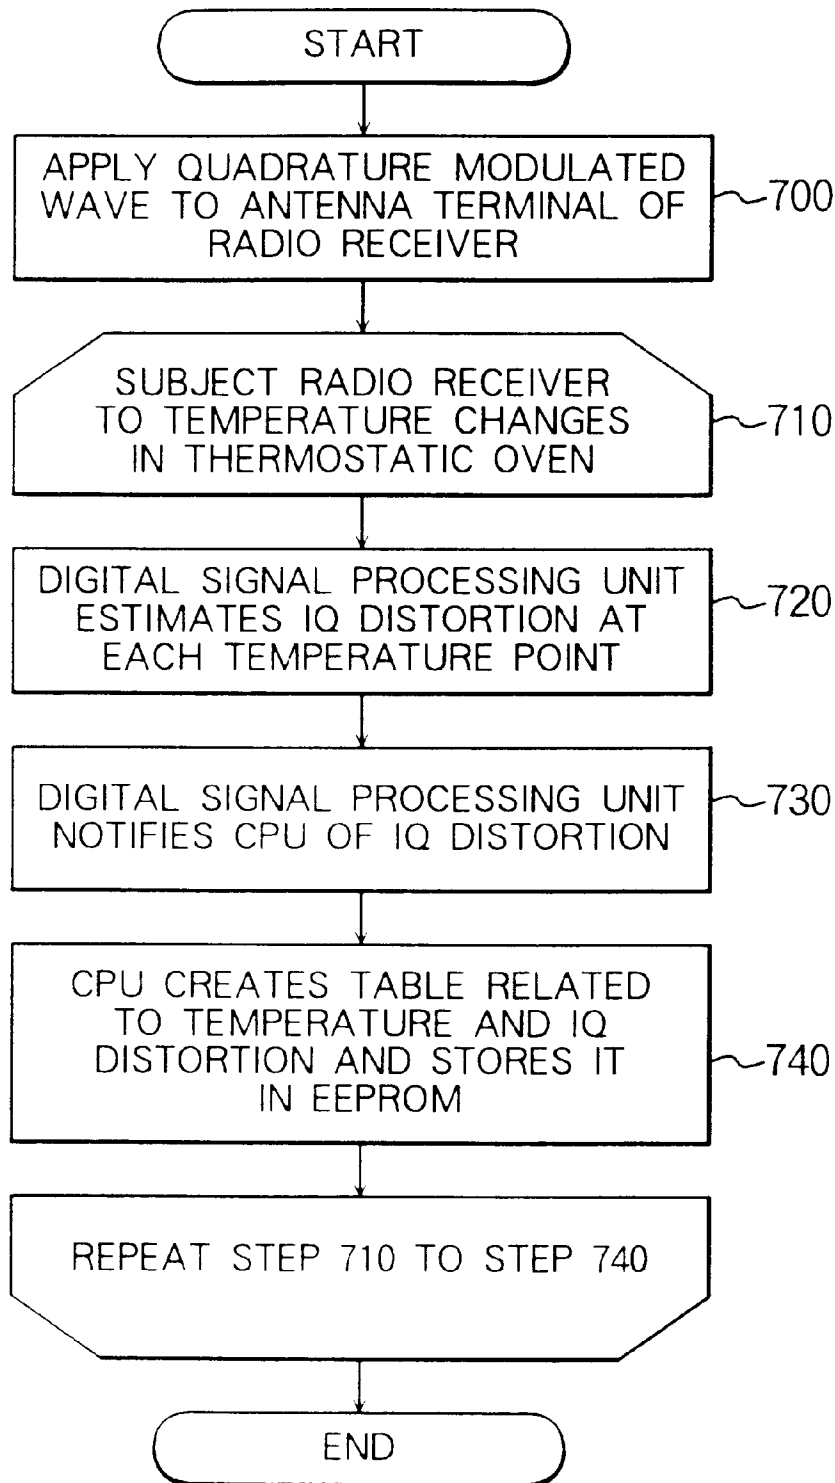 START
APPLY QUADRATURE MODULATED
WAVE TO ANTENNA TERMINAL OF
RADIO RECEIVER
700
SUBJECT RADIO RECEIVER
TO TEMPERATURE CHANGES
IN THERMOSTATIC OVEN
710
DIGITAL SIGNAL PROCESSING UNIT
ESTIMATES IQ DISTORTION AT
EACH TEMPERATURE POINT
720
DIGITAL SIGNAL PROCESSING UNIT
NOTIFIES CPU OF IQ DISTORTION
730
CPU CREATES TABLE RELATED
TO TEMPERATURE AND IQ
DISTORTION AND STORES IT
IN EEPROM
740
REPEAT STEP 710 TO STEP 740
END